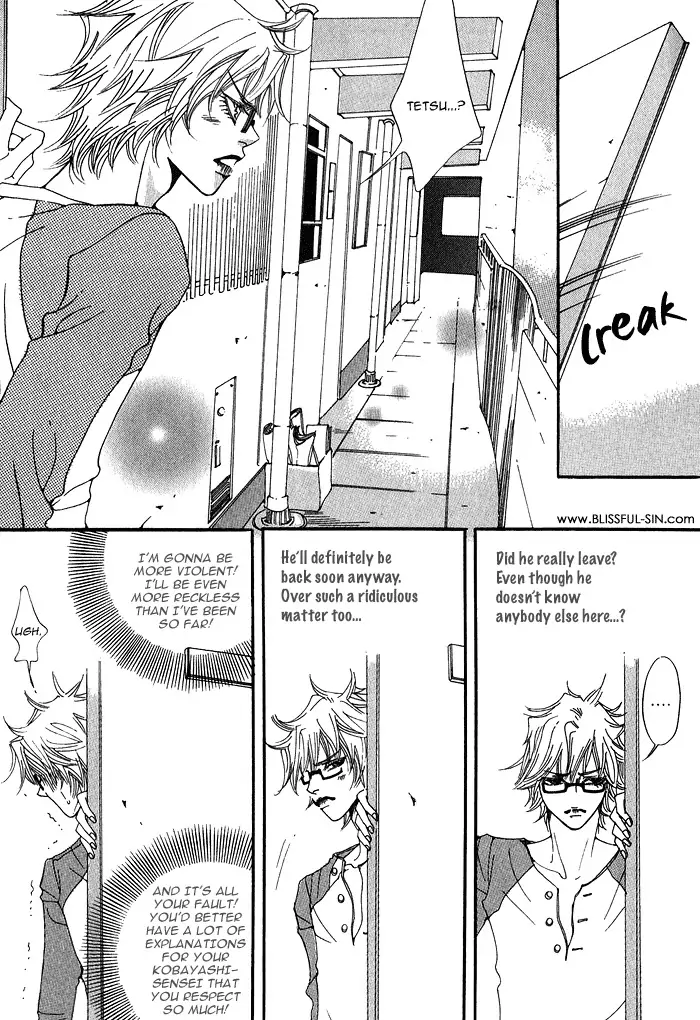 Creak
TETSU...?
www.BLISSFUL-SIN.com
Did he really leave?
Even though he
doesn't know
anybody else here...?
....
He'll definitely be
back soon anyway.
Over such a ridiculous
matter too...
I'M GONNA BE
MORE VIOLENT!
I'LL BE EVEN
MORE RECKLESS
THAN I'VE BEEN
SO FAR!
UGH.
AND IT'S ALL
YOUR FAULT!
YOU'D BETTER
HAVE A LOT OF
EXPLANATIONS
FOR YOUR
KOBAYASHI-
SENSEI THAT
YOU RESPECT
SO MUCH!